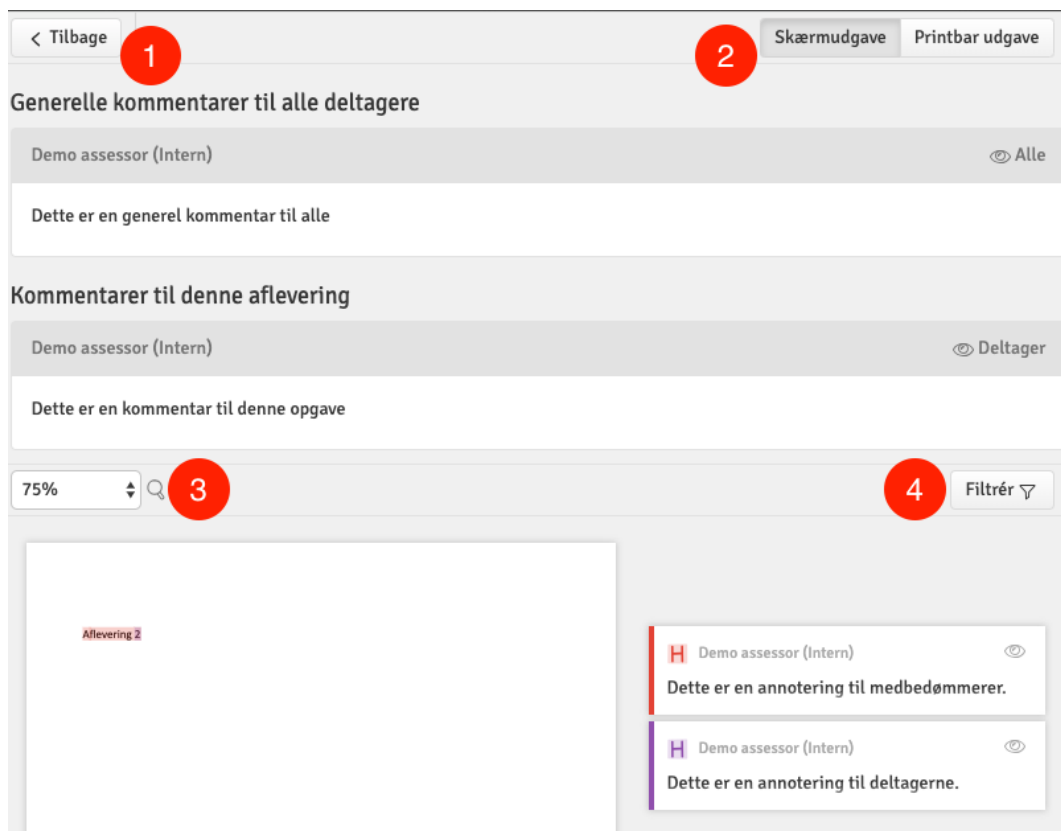 Tilbage
1
2
Skærmudgave
Printbar udgave
Generelle kommentarer til alle deltagere
Demo assessor (Intern)
Alle
Dette er en generel kommentar til alle
Kommentarer til denne aflevering
Demo assessor (Intern)
Deltager
Dette er en kommentar til denne opgave
75%
3
4
Filtrér
Aflevering 2
H Demo assessor (Intern)
Dette er en annotering til medbedømmerer.
H Demo assessor (Intern)
Dette er en annotering til deltagerne.